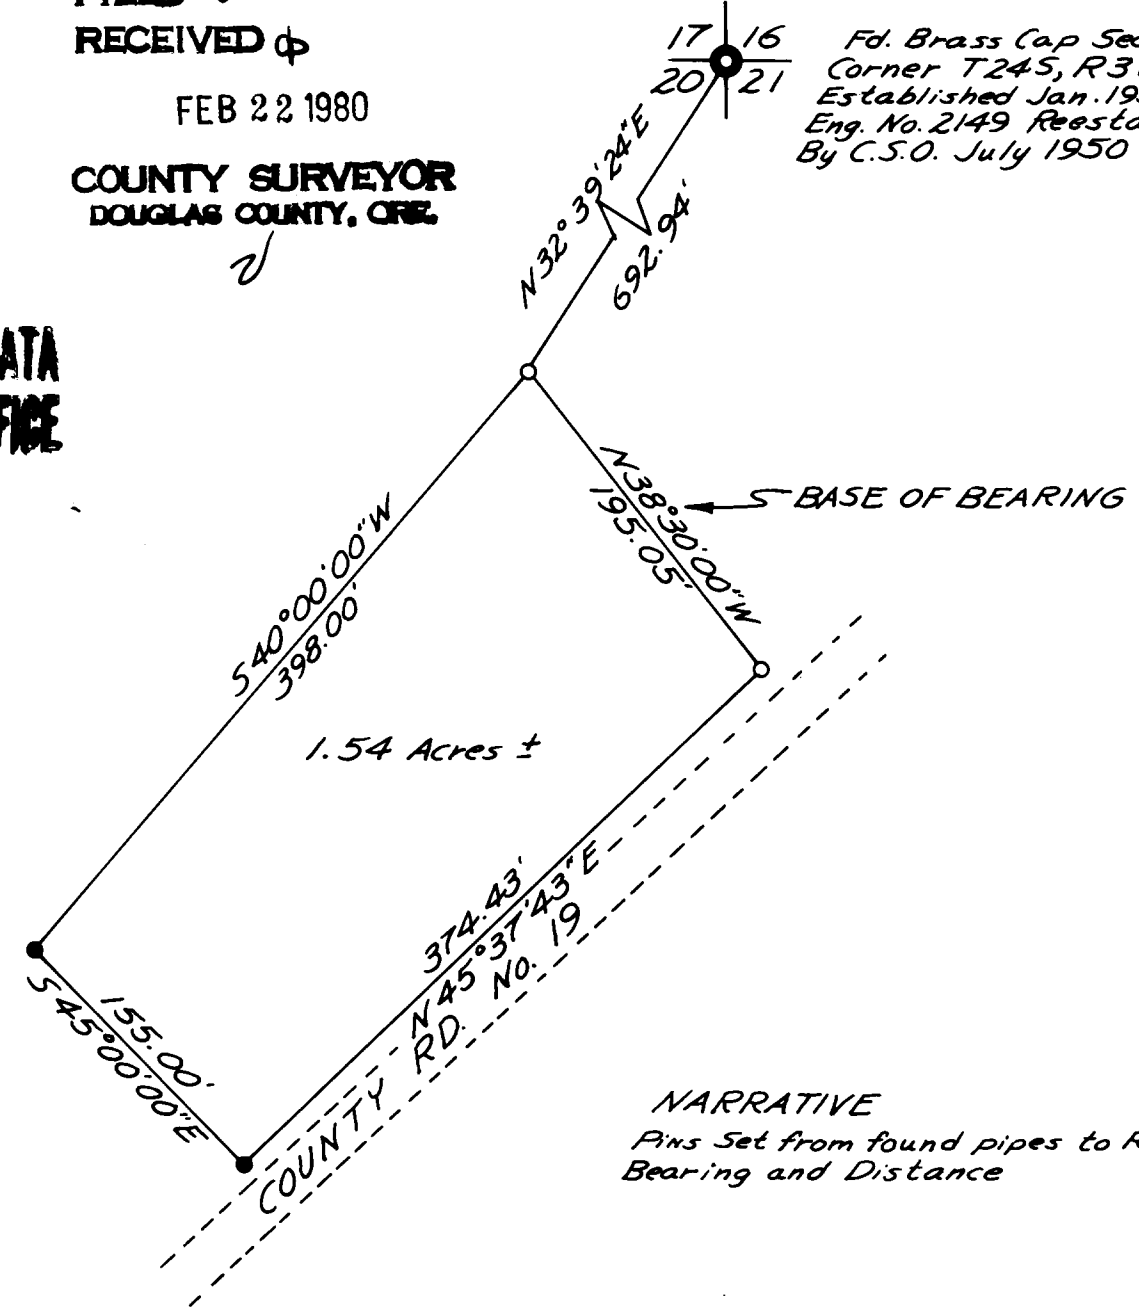 RECEIVED
FEB 22 1980
COUNTY SURVEYOR
DOUGLAS COUNTY, ORE.
17 16
20 21
Fd. Brass Cap Sec
Corner T24S, R3
Established Jan. 19
Eng. No. 2149 Reesta
By C.S.O. July 1950
N32°39'24"E
692.94'
ATA
FICE
N38°30'00"W
195.05'
BASE OF BEARING
S40°00'00"W
398.00'
1.54 Acres ±
374.43'
N45°37'43"E
COUNTY RD. No. 19
155.00'
S45°00'00"E
NARRATIVE
Pins Set from found pipes to R
Bearing and Distance